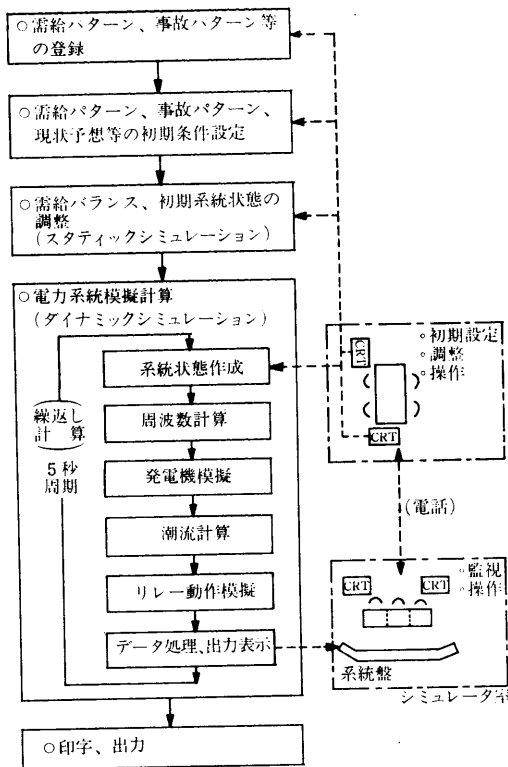 ○需給パターン、事故パターン等
の登録
○需給パターン、事故パターン、
現状予想等の初期条件設定
○需給バランス、初期系統状態の
調整
(スタティックシミュレーション)
○電力系統模擬計算
(ダイナミックシミュレーション)
系統状態作成
周波数計算
発電機模擬
潮流計算
リレー動作模擬
データ処理、出力表示
繰返し
計算
5秒
周期
○印字、出力
CRT
∘初期設定
∘調整
∘操作
CRT
(電話)
CRT
CRT
∘監視
∘操作
系統盤
シミュレータ室